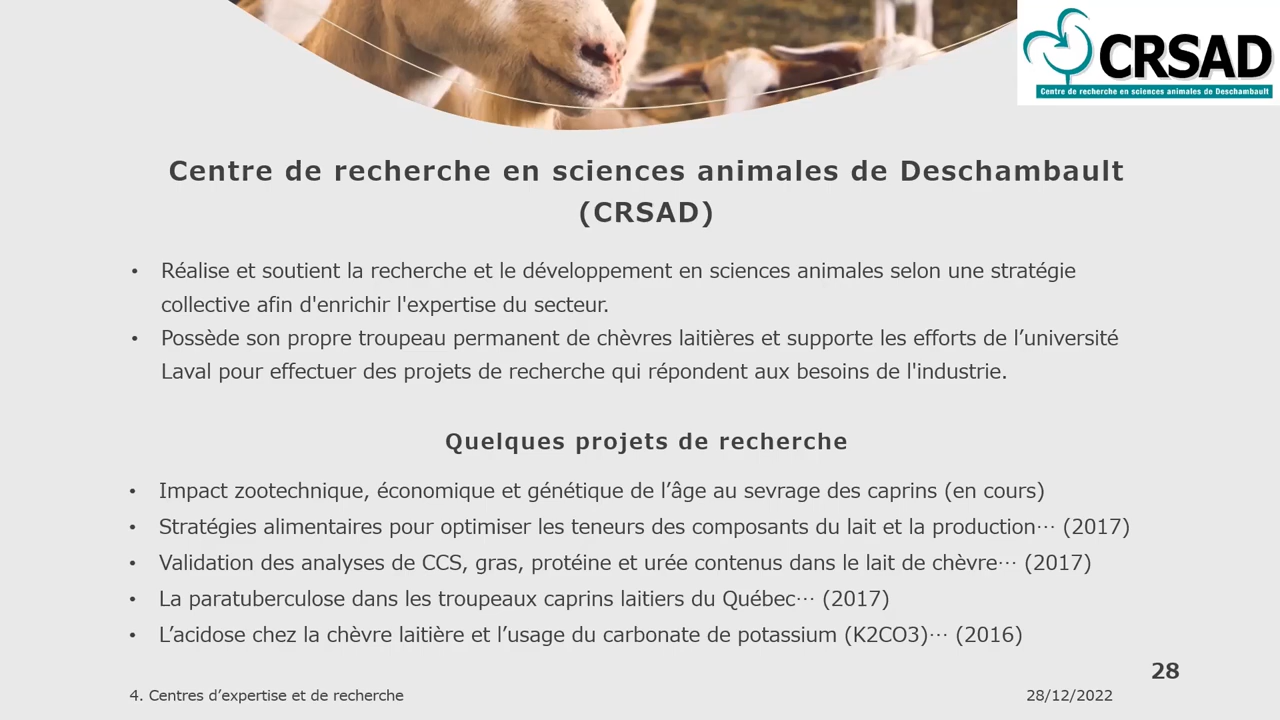 CRSAD
Centre de recherche en sciences animales de Deschambault
Centre de recherche en sciences animales de Deschambault
(CRSAD)
• Réalise et soutient la recherche et le développement en sciences animales selon une stratégie
collective afin d'enrichir l'expertise du secteur.
• Possède son propre troupeau permanent de chèvres laitières et supporte les efforts de l’université
Laval pour effectuer des projets de recherche qui répondent aux besoins de l'industrie.
Quelques projets de recherche
• Impact zootechnique, économique et génétique de l’âge au sevrage des caprins (en cours)
• Stratégies alimentaires pour optimiser les teneurs des composants du lait et la production… (2017)
• Validation des analyses de CCS, gras, protéine et urée contenus dans le lait de chèvre… (2017)
• La paratuberculose dans les troupeaux caprins laitiers du Québec… (2017)
• L’acidose chez la chèvre laitière et l’usage du carbonate de potassium (K2CO3)… (2016)
28
4. Centres d’expertise et de recherche
28/12/2022